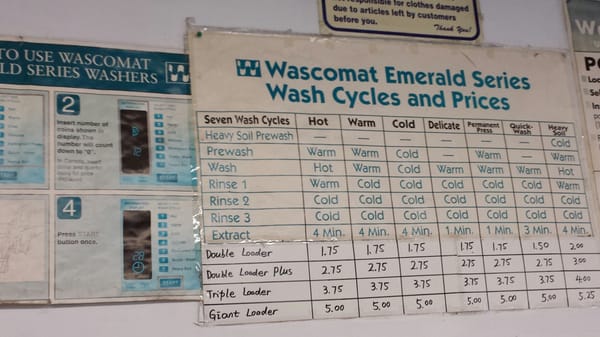 not responsible for clothes damaged
due to articles left by customers
before you.
Thank You!
TO USE WASCOMAT
LD SERIES WASHERS
2
Insert number of
coins shown in
display. The
number will count
down to "0".
4
Press START
button once.
Wascomat Emerald Series
Wash Cycles and Prices
Seven Wash Cycles Hot Warm Cold Delicate Permanent Press Quick-Wash Heavy Soil
Heavy Soil Prewash — — — — — — Cold
Prewash Warm Warm Cold — Warm — Warm
Wash Hot Warm Cold Warm Warm Warm Hot
Rinse 1 Warm Cold Cold Cold Cold Cold Warm
Rinse 2 Cold Cold Cold Cold Cold Cold Cold
Rinse 3 Cold Cold Cold Cold Cold Cold Cold
Extract 4 Min. 4 Min. 4 Min. 1 Min. 1 Min. 3 Min. 4 Min.
Double Loader 1.75 1.75 1.75 1.75 1.75 1.50 2.00
Double Loader Plus 2.75 2.75 2.75 2.75 2.75 2.75 3.00
Triple Loader 3.75 3.75 3.75 3.75 3.75 3.75 4.00
Giant Loader 5.00 5.00 5.00 5.00 5.00 5.00 5.25